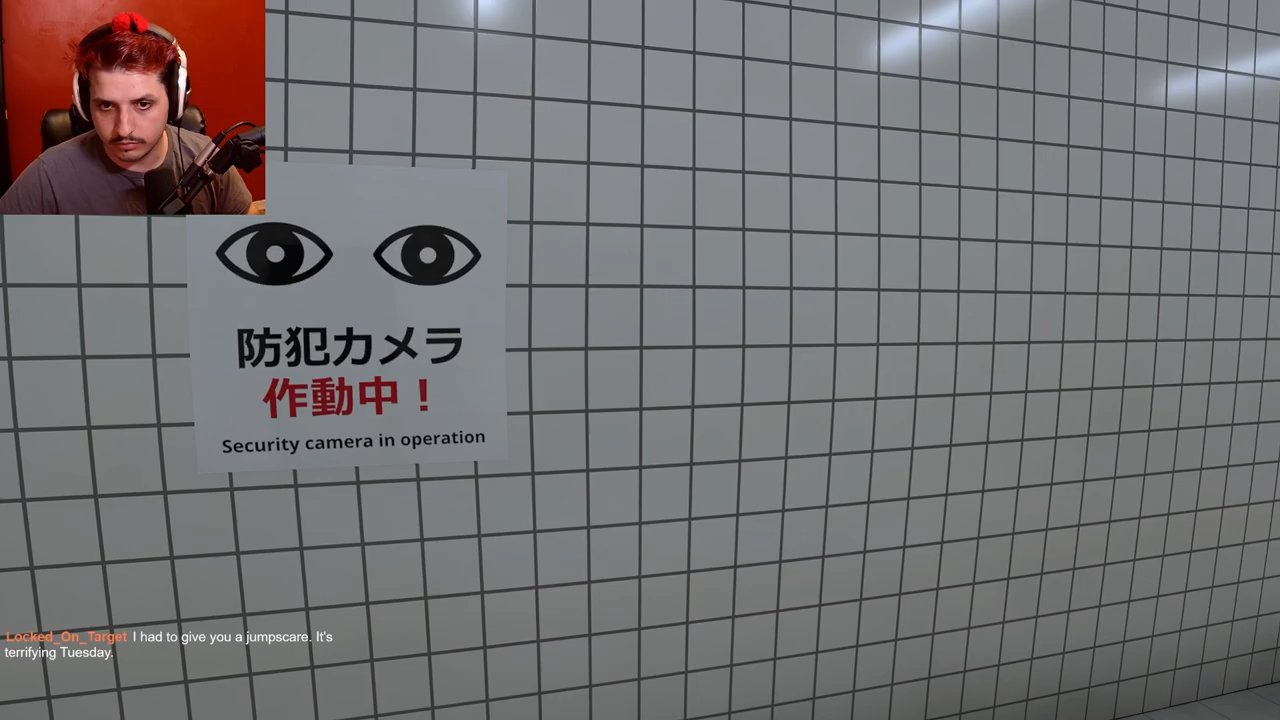 防犯カメラ
作動中！
Security camera in operation
Locked_On_Target I had to give you a jumpscare. It's
terrifying Tuesday.